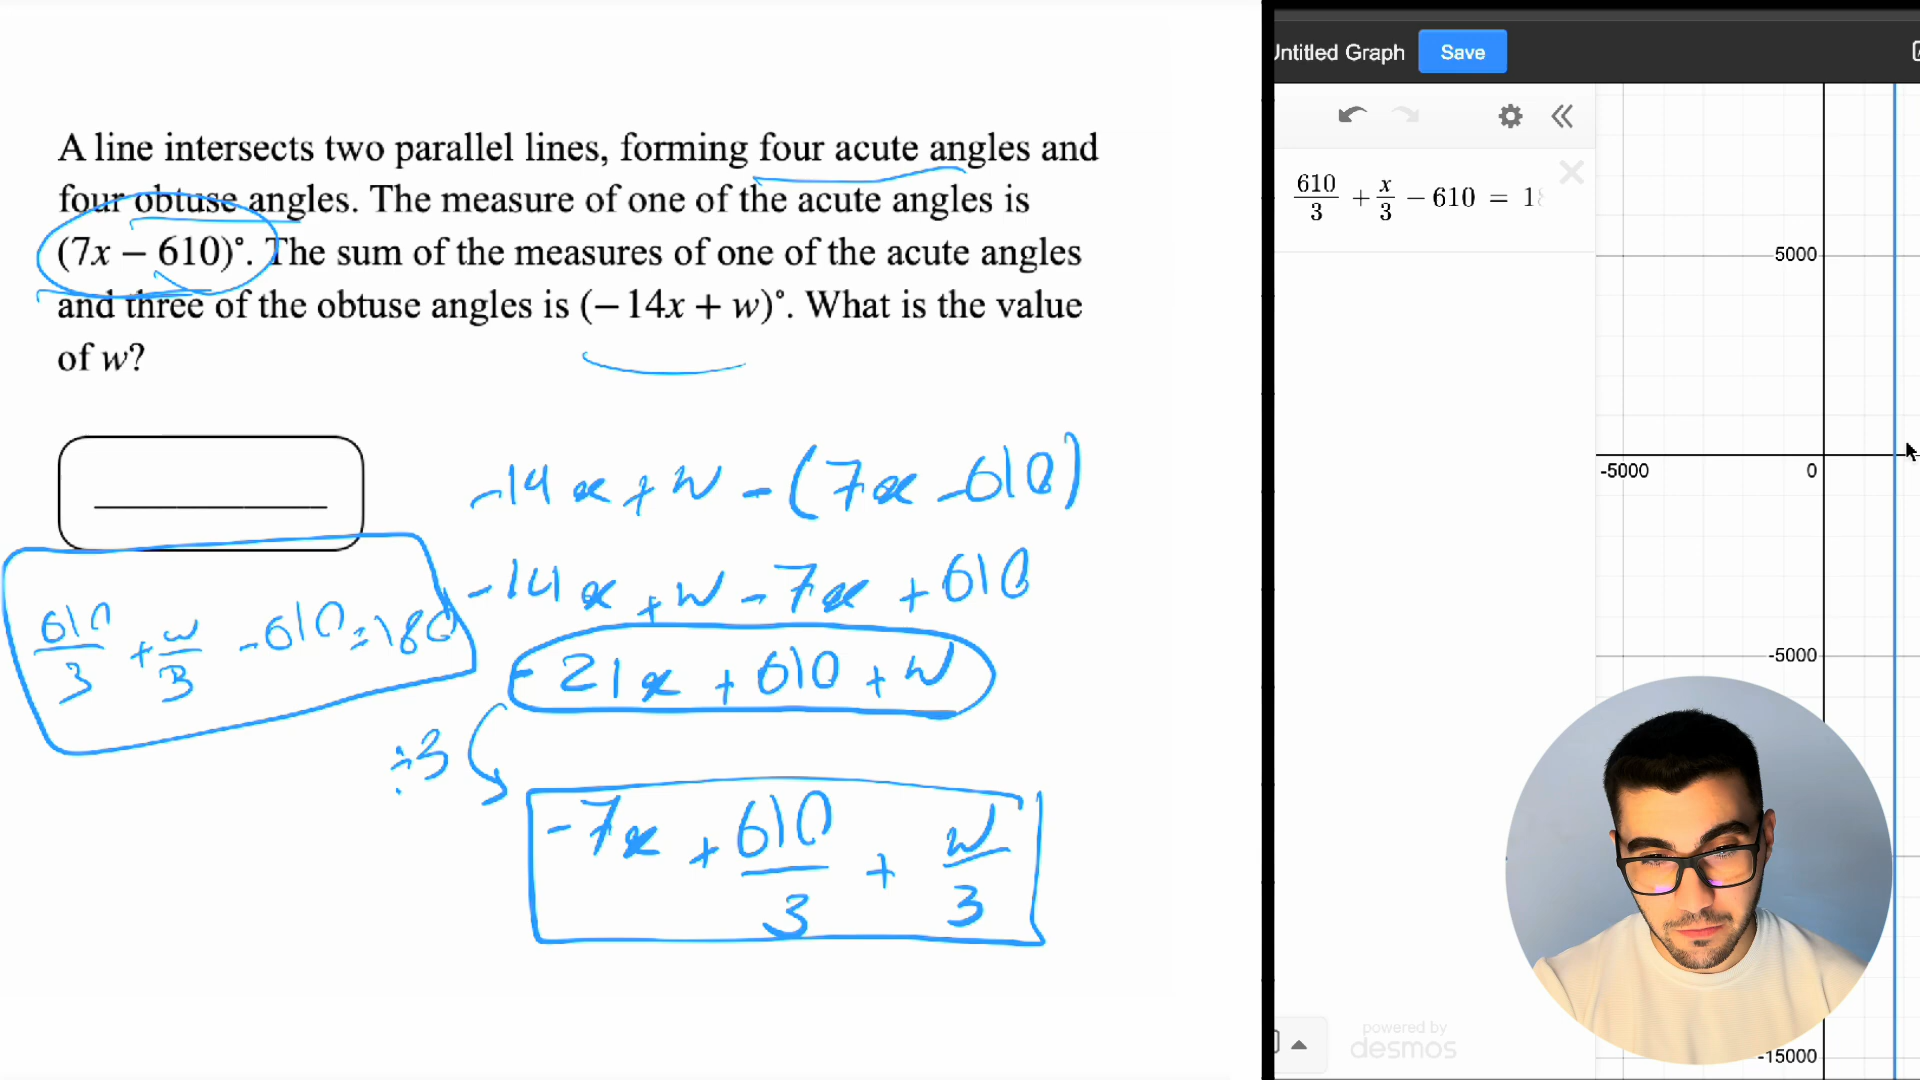 A line intersects two parallel lines, forming four acute angles and
four obtuse angles. The measure of one of the acute angles is
(7x − 610)°. The sum of the measures of one of the acute angles
and three of the obtuse angles is (−14x + w)°. What is the value
of w?
-14x + w - (7x - 610)
-14x + w - 7x + 610
-21x + 610 + w
÷3
-7x + 610/3 + w/3
610/3 + w/3 - 610 = 180
Untitled Graph
Save
610/3 + x/3 − 610 = 18
5000
-5000
0
-5000
-15000
powered by
desmos